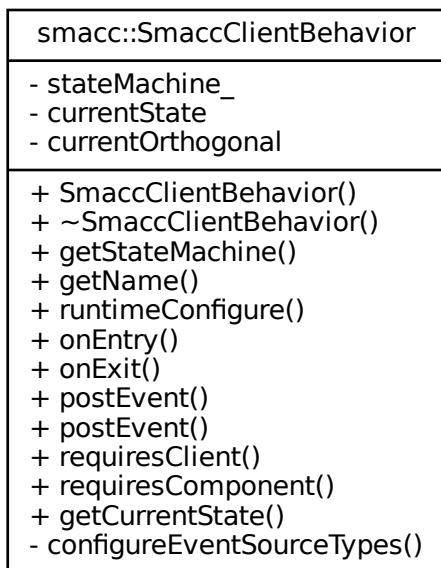 smacc::SmaccClientBehavior
- stateMachine_
- currentState
- currentOrthogonal
+ SmaccClientBehavior()
+ ~SmaccClientBehavior()
+ getStateMachine()
+ getName()
+ runtimeConfigure()
+ onEntry()
+ onExit()
+ postEvent()
+ postEvent()
+ requiresClient()
+ requiresComponent()
+ getCurrentState()
- configureEventSourceTypes()